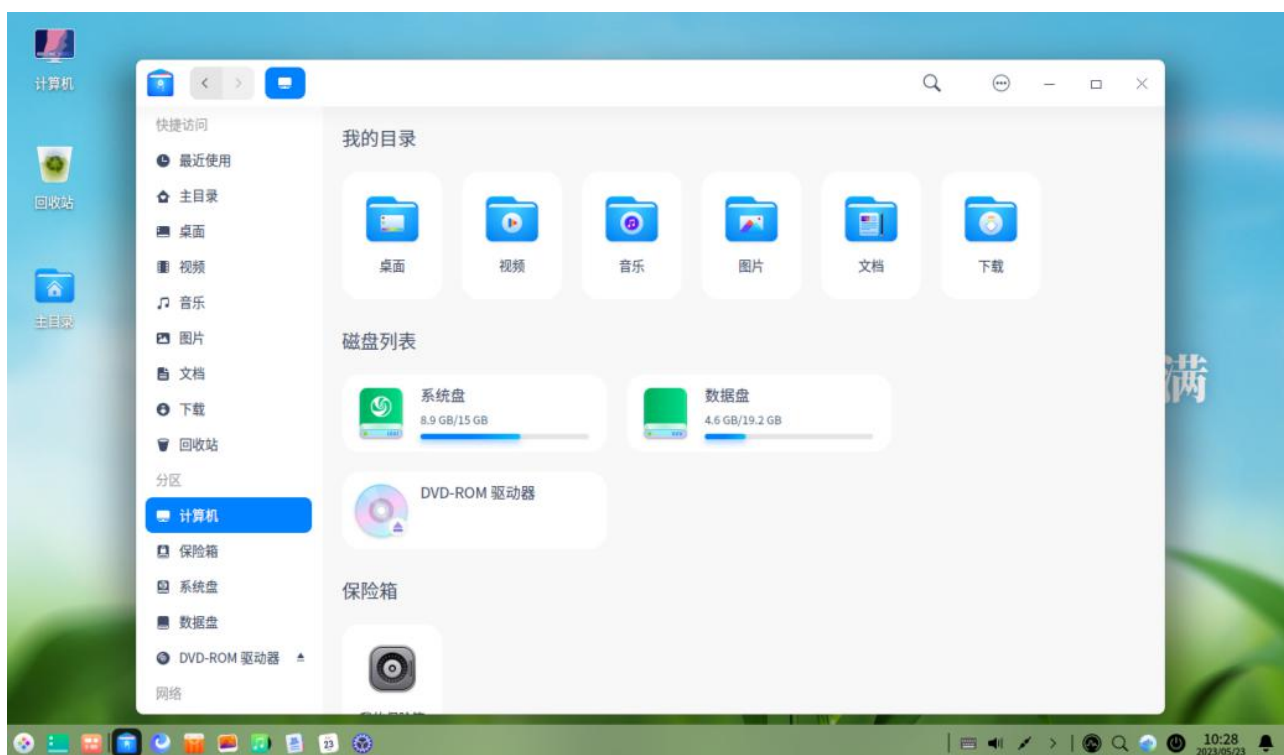 计算机
快捷访问
我的目录
最近使用
回收站
主目录
桌面
视频
音乐
图片
文档
下载
桌面
视频
音乐
主目录
图片
磁盘列表
满
文档
系统盘
数据盘
8.9 GB/15 GB
4.6 GB/19.2 GB
下载
回收站
分区
DVD-ROM 驱动器
计算机
保险箱
系统盘
保险箱
数据盘
DVD-ROM 驱动器
网络
23
10:28
2023/05/23